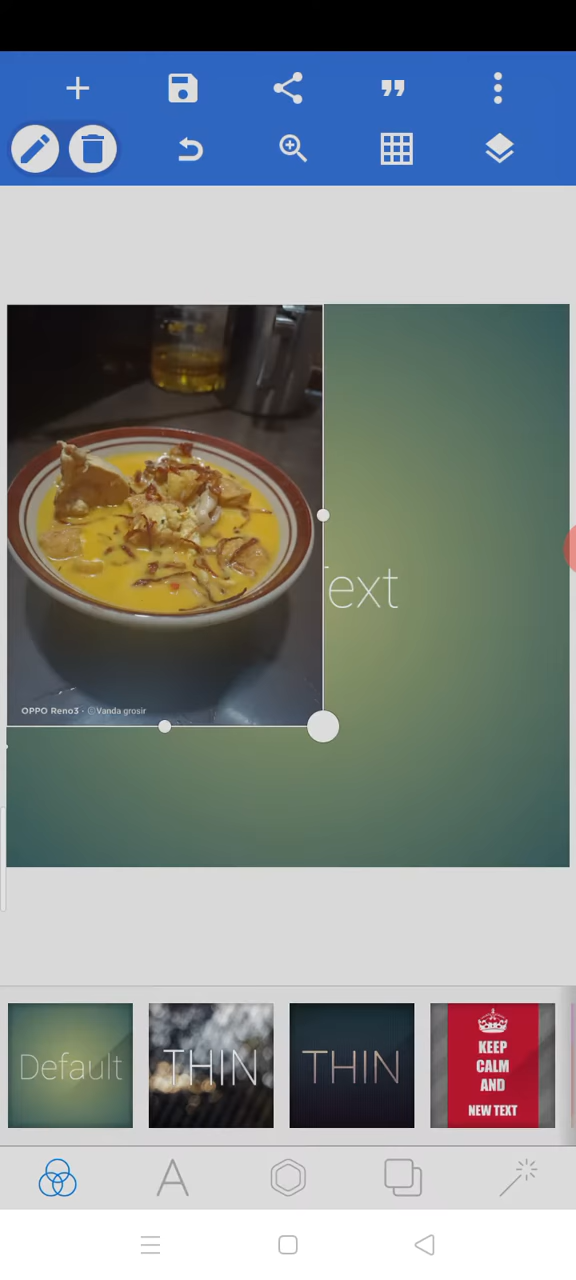 ext
OPPO Reno3 · ©Vanda grosir
Default
THIN
THIN
KEEP
CALM
AND
NEW TEXT
A